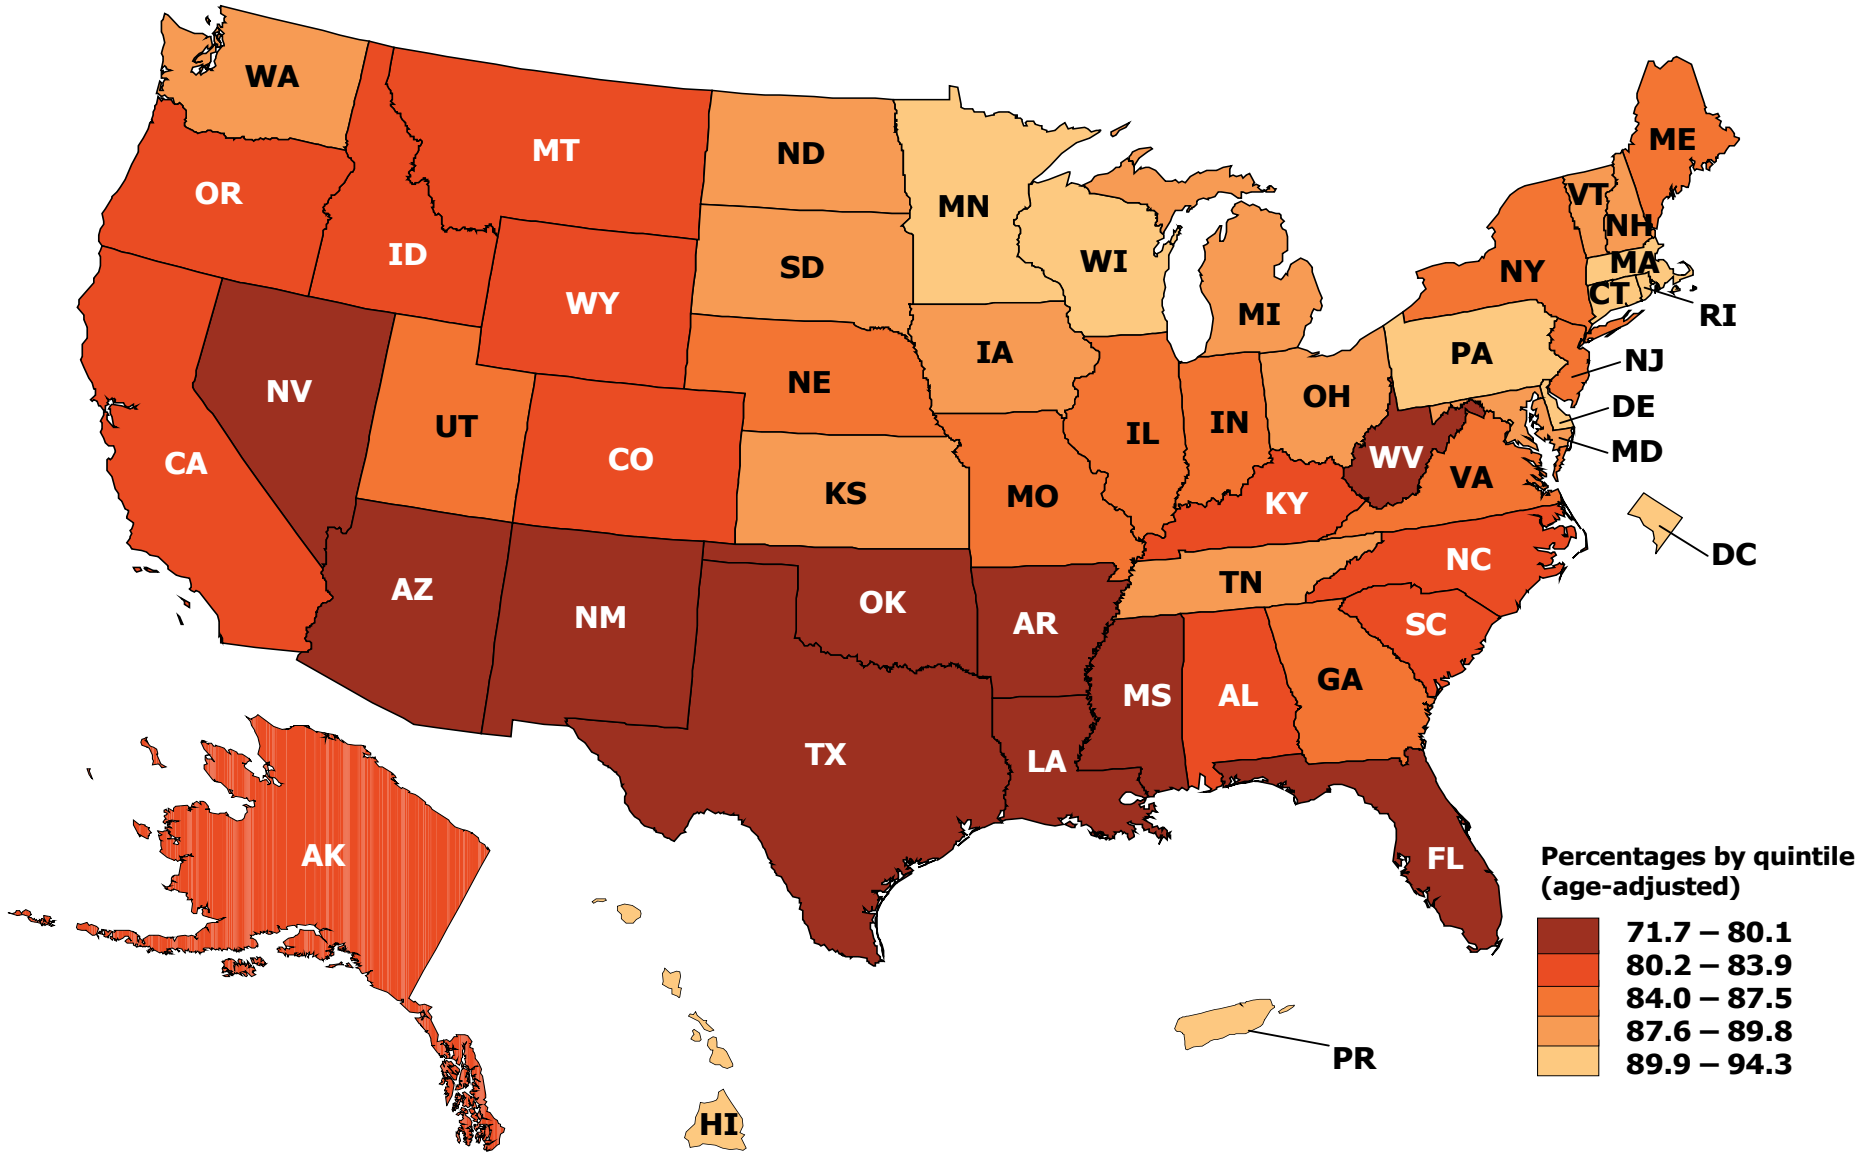 WA
MT
ND
MN
ME
OR
ID
SD
WI
VT
NH
WY
MI
NY
MA
CT
RI
NV
UT
NE
IA
IL
IN
OH
PA
NJ
DE
MD
CA
CO
KS
MO
KY
WV
VA
DC
AZ
NM
OK
AR
TN
NC
SC
TX
LA
MS
AL
GA
FL
AK
HI
PR
Percentages by quintile
(age-adjusted)
71.7 – 80.1
80.2 – 83.9
84.0 – 87.5
87.6 – 89.8
89.9 – 94.3